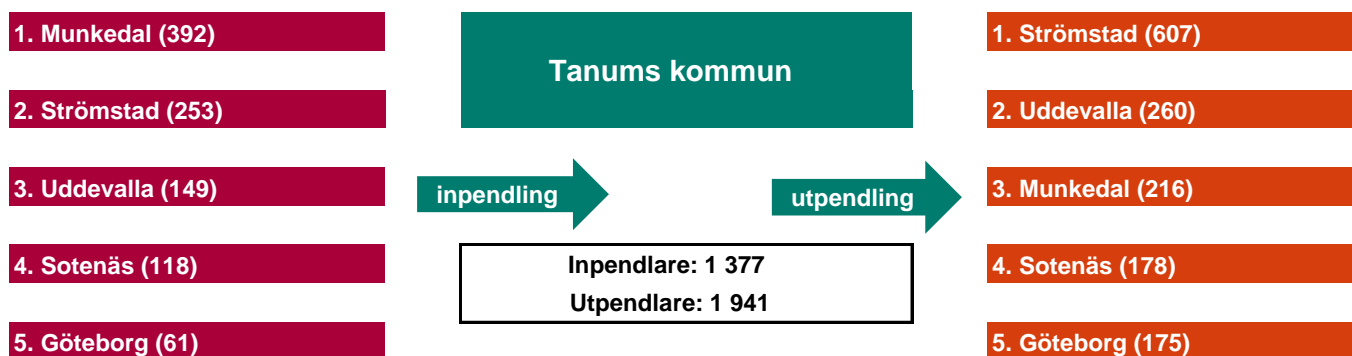 1. Munkedal (392)
2. Strömstad (253)
3. Uddevalla (149)
4. Sotenäs (118)
5. Göteborg (61)
Tanums kommun
inpendling
utpendling
Inpendlare: 1 377
Utpendlare: 1 941
1. Strömstad (607)
2. Uddevalla (260)
3. Munkedal (216)
4. Sotenäs (178)
5. Göteborg (175)